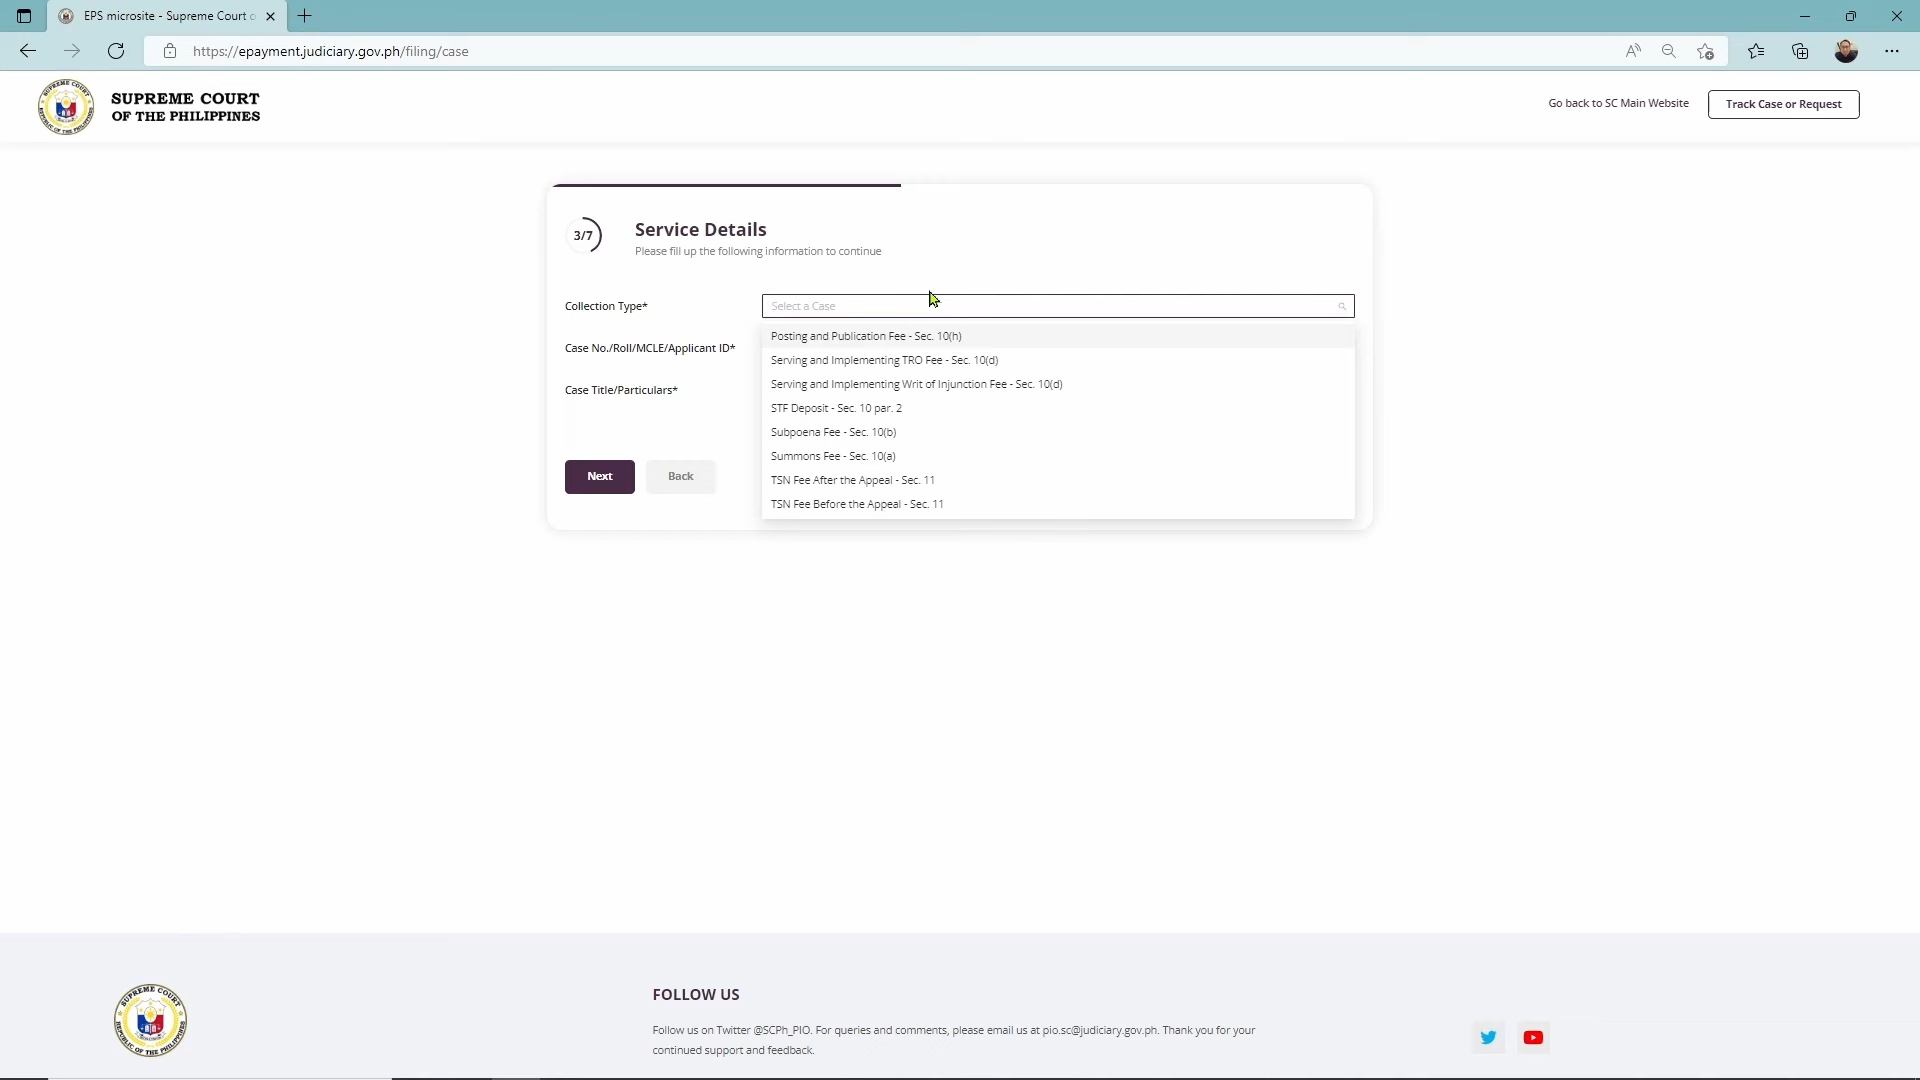 EPS microsite - Supreme Court o
https://epayment.judiciary.gov.ph/filing/case
SUPREME COURT
OF THE PHILIPPINES
Go back to SC Main Website
Track Case or Request
3/7
Service Details
Please fill up the following information to continue
Collection Type*
Select a Case
Posting and Publication Fee - Sec. 10(h)
Case No./Roll/MCLE/Applicant ID*
Serving and Implementing TRO Fee - Sec. 10(d)
Serving and Implementing Writ of Injunction Fee - Sec. 10(d)
Case Title/Particulars*
STF Deposit - Sec. 10 par. 2
Subpoena Fee - Sec. 10(b)
Summons Fee - Sec. 10(a)
TSN Fee After the Appeal - Sec. 11
TSN Fee Before the Appeal - Sec. 11
Next
Back
FOLLOW US
Follow us on Twitter @SCPh_PIO. For queries and comments, please email us at pio.sc@judiciary.gov.ph. Thank you for your
continued support and feedback.